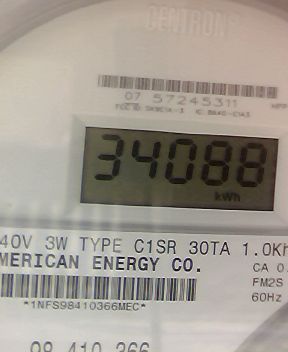 CENTRON
07 57245311
34088
kWh
40V 3W TYPE C1SR 30TA 1.0Kh
MERICAN ENERGY CO.
CA 0.
FM2S
*1NFS98410366MEC*
60Hz
98 410 366